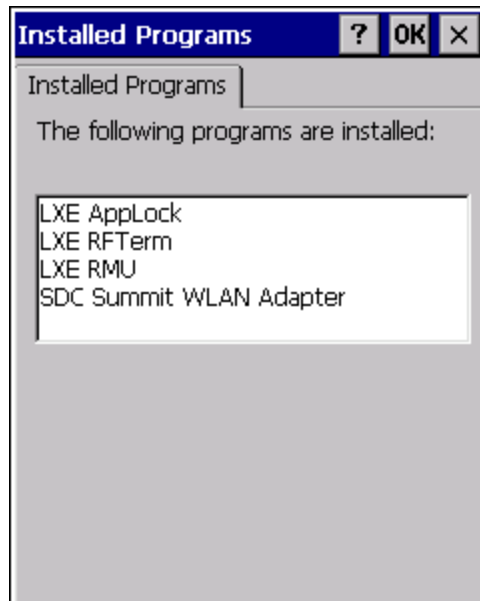 Installed Programs ? OK ×
Installed Programs
The following programs are installed:
LXE AppLock
LXE RFTerm
LXE RMU
SDC Summit WLAN Adapter